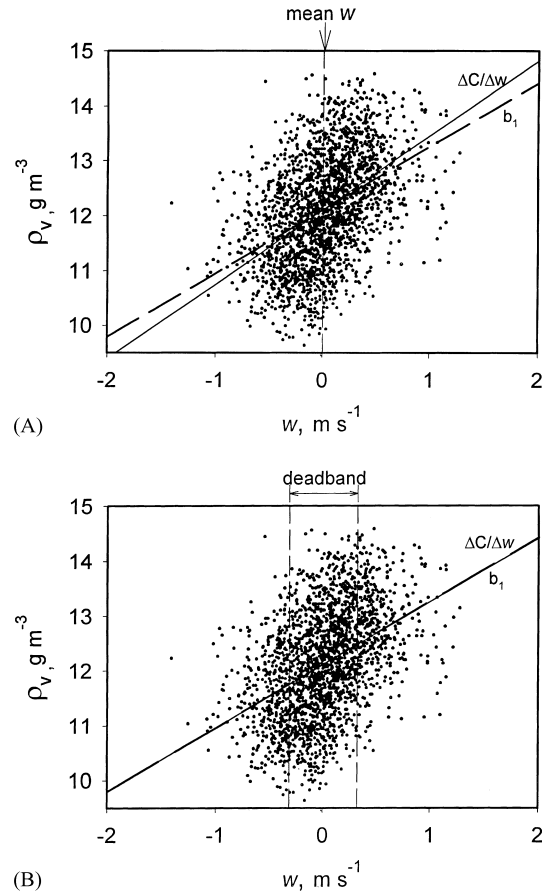 mean w
15
14
13
12
11
10
ρv, g m-3
ΔC/Δw
b1
-2 -1 0 1 2
(A)
w, m s-1
deadband
15
14
13
12
11
10
ρv, g m-3
ΔC/Δw
b1
-2 -1 0 1 2
(B)
w, m s-1